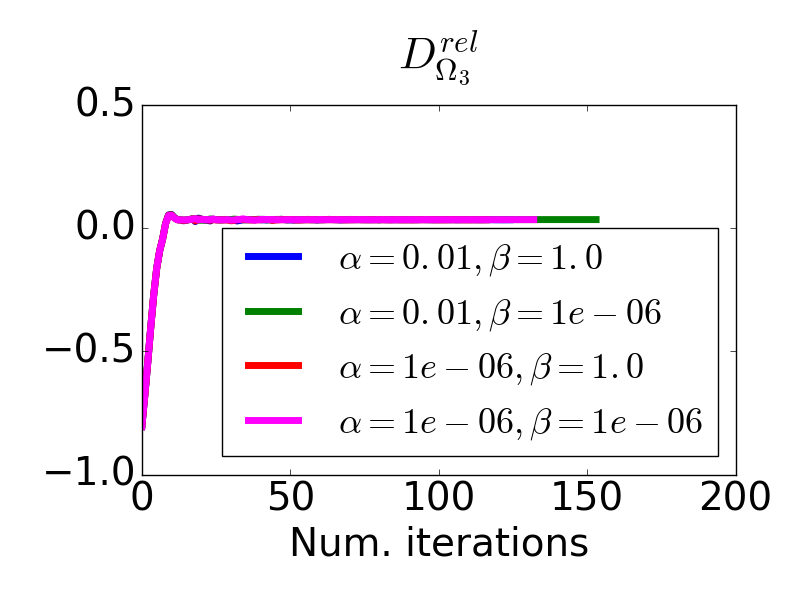 $D^{rel}_{\Omega_3}$
0.5
0.0
−0.5
−1.0
α = 0.01, β = 1.0
α = 0.01, β = 1e − 06
α = 1e − 06, β = 1.0
α = 1e − 06, β = 1e − 06
0 50 100 150 200
Num. iterations